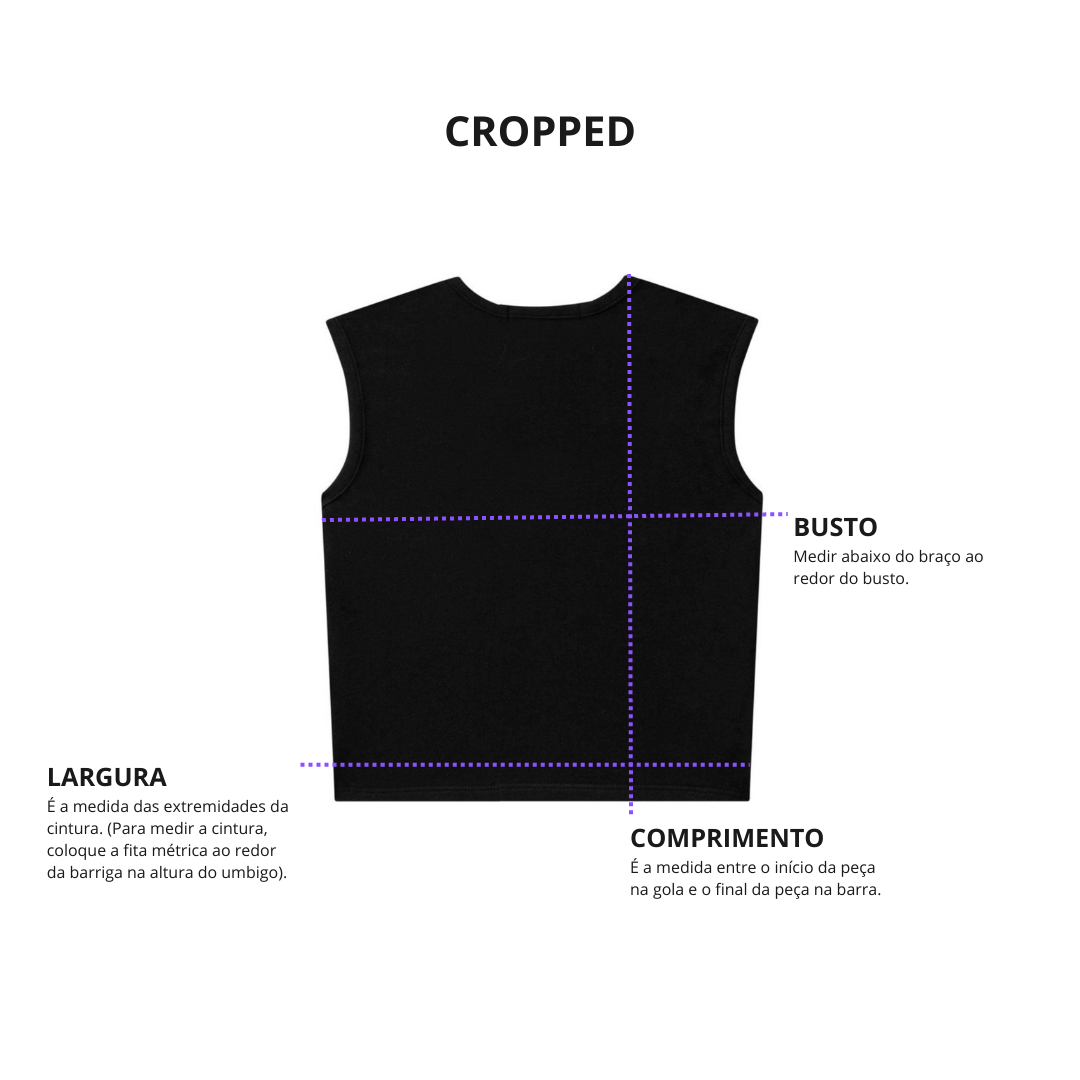 CROPPED
BUSTO
Medir abaixo do braço ao
redor do busto.
LARGURA
É a medida das extremidades da
cintura. (Para medir a cintura,
coloque a fita métrica ao redor
da barriga na altura do umbigo).
COMPRIMENTO
É a medida entre o início da peça
na gola e o final da peça na barra.